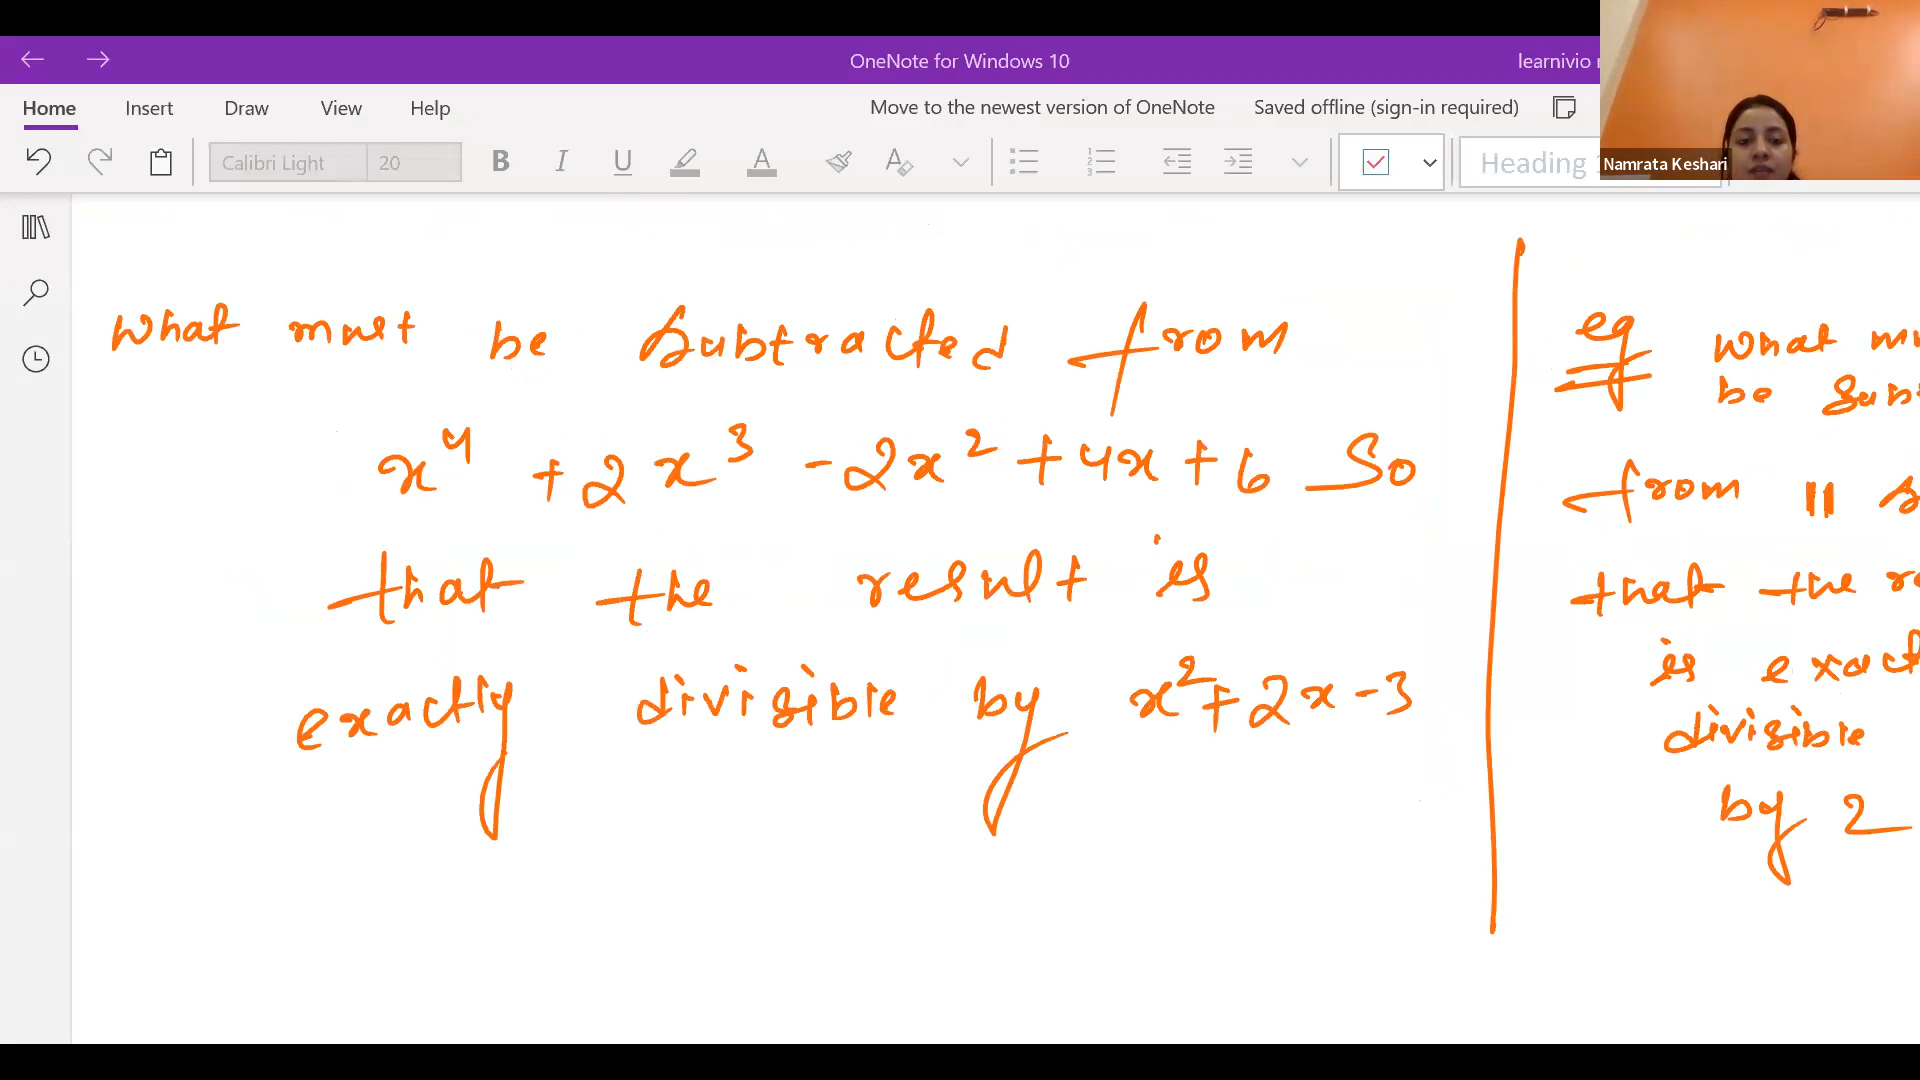 OneNote for Windows 10
learnivio
Home Insert Draw View Help
Move to the newest version of OneNote Saved offline (sign-in required)
Calibri Light 20 B I U A A Heading
Namrata Keshari
What must be subtracted from
x⁴ + 2x³ - 2x² + 4x + 6 So
that the result is
exactly divisible by x² + 2x - 3
eg What mu
be sub
from 11 s
that the re
is exact
divisible
by 2